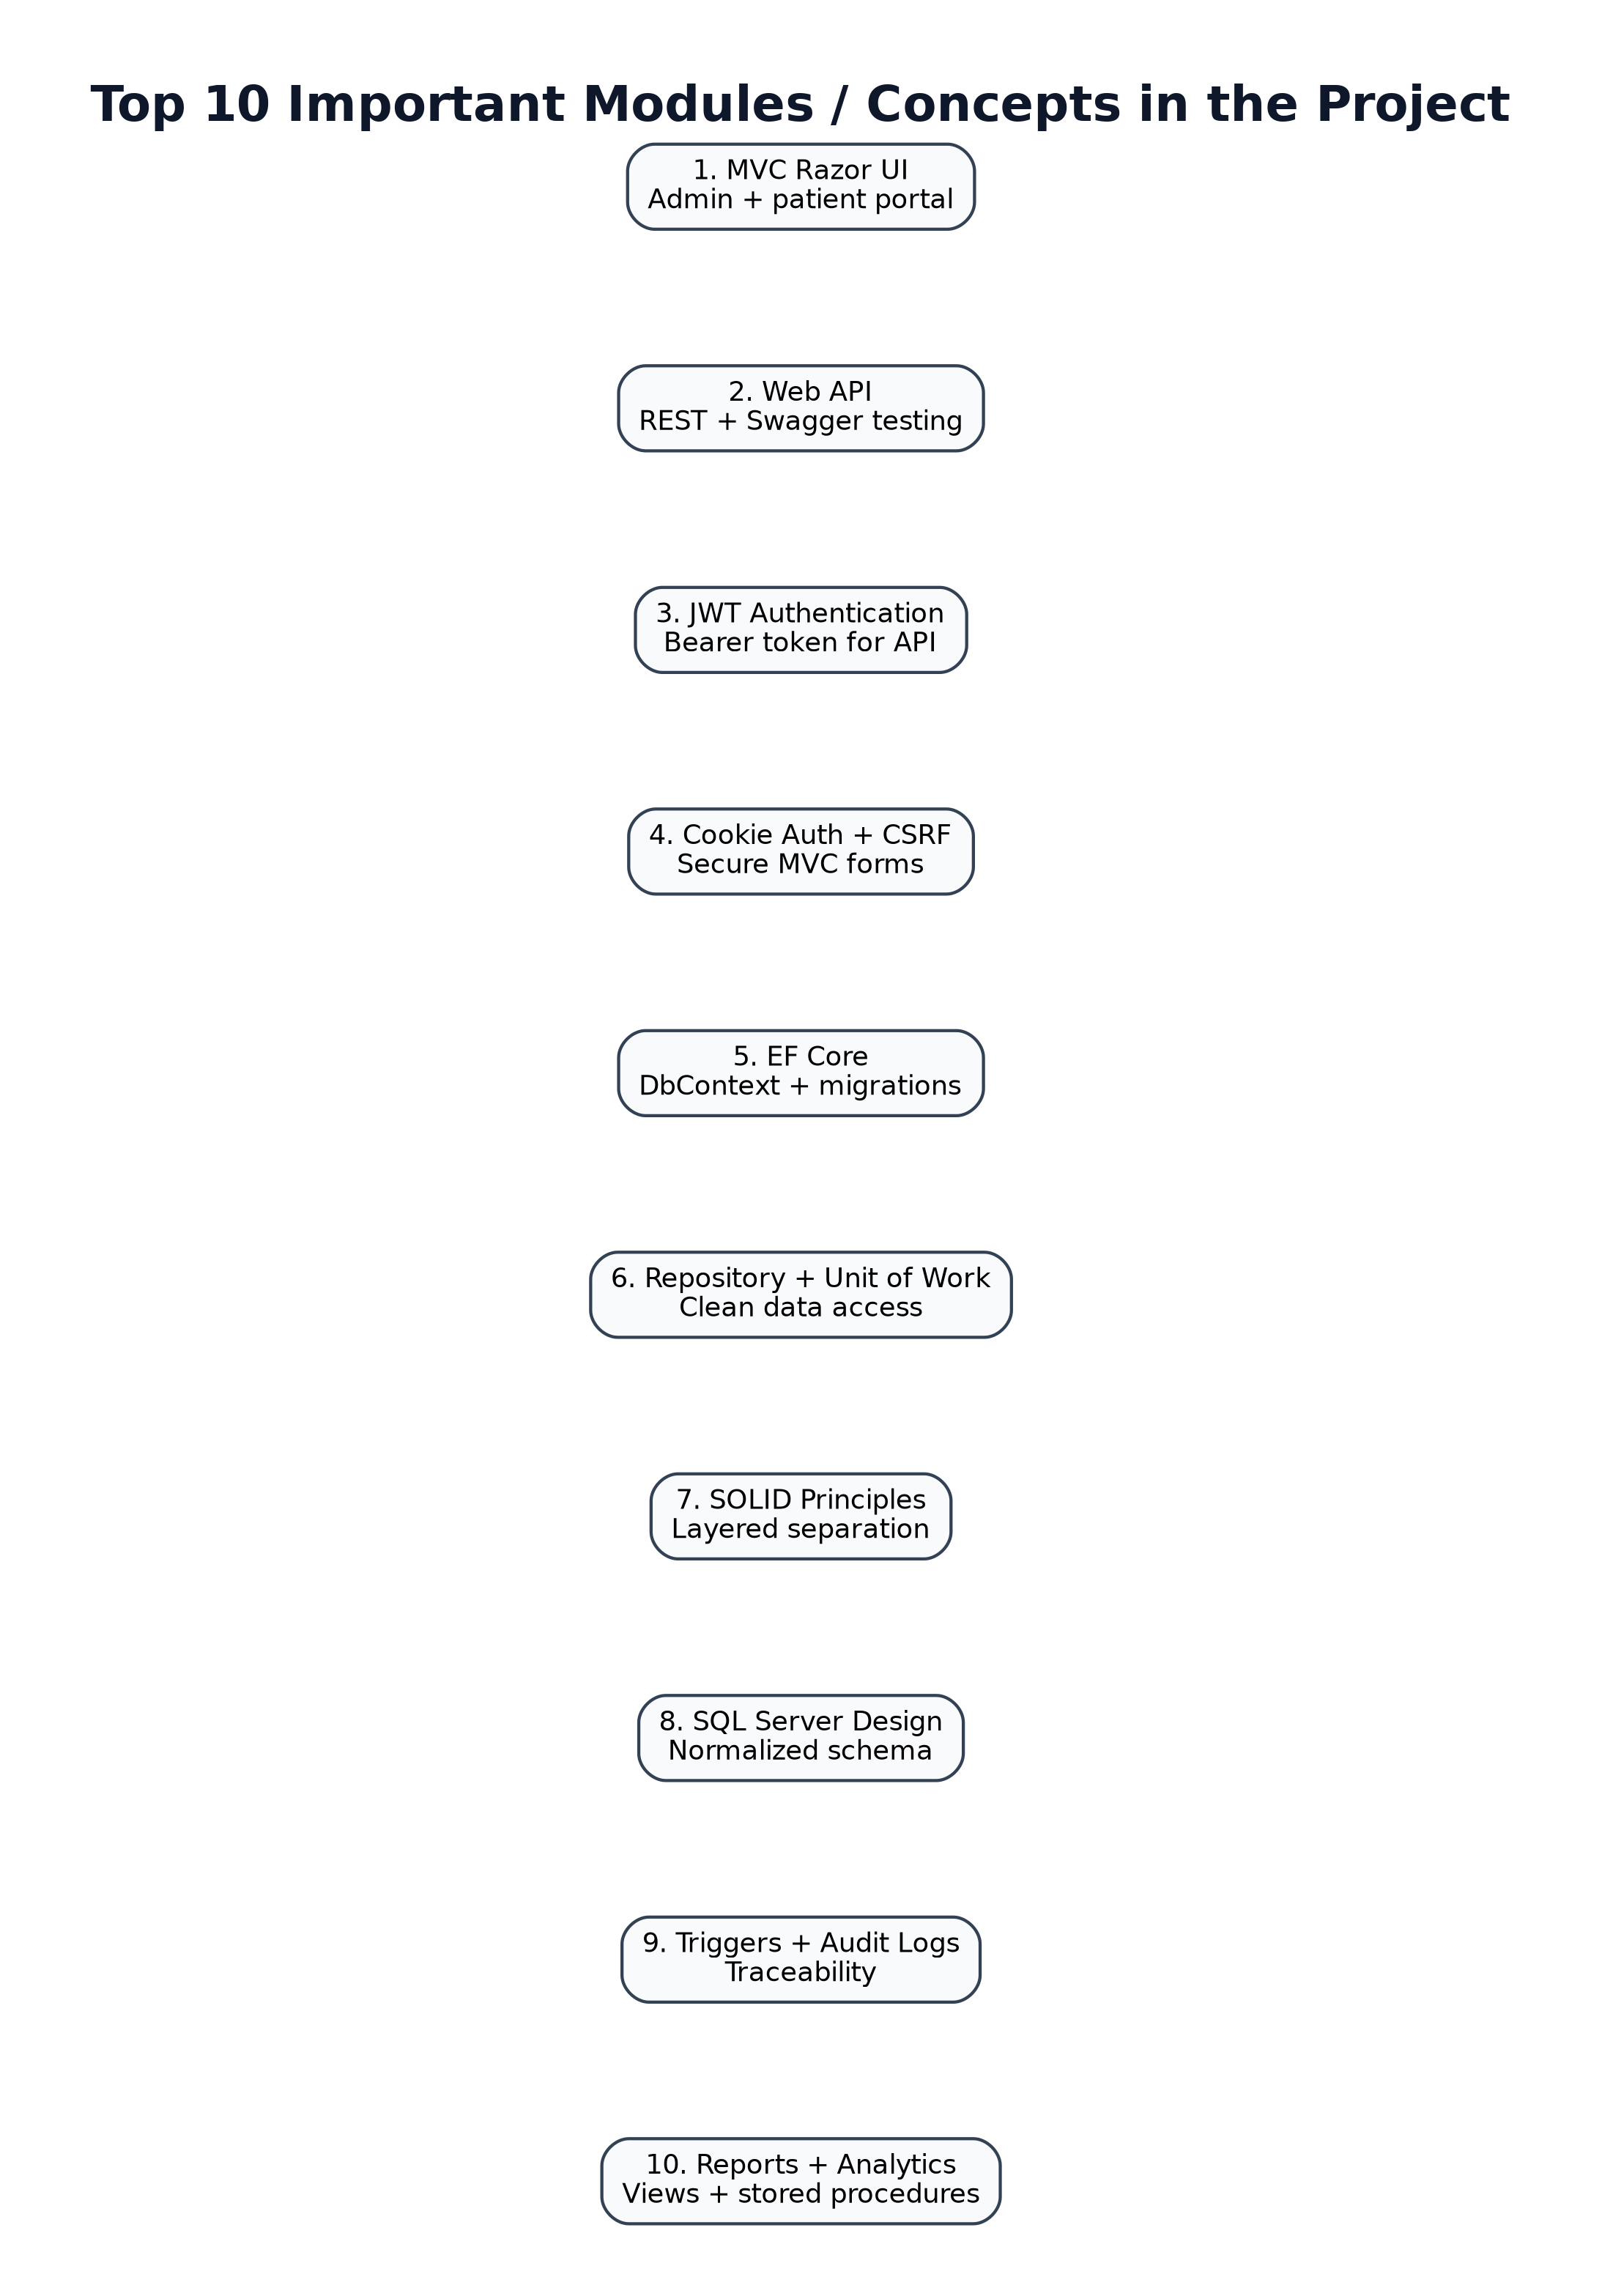 Top 10 Important Modules / Concepts in the Project
1. MVC Razor UI
Admin + patient portal
2. Web API
REST + Swagger testing
3. JWT Authentication
Bearer token for API
4. Cookie Auth + CSRF
Secure MVC forms
5. EF Core
DbContext + migrations
6. Repository + Unit of Work
Clean data access
7. SOLID Principles
Layered separation
8. SQL Server Design
Normalized schema
9. Triggers + Audit Logs
Traceability
10. Reports + Analytics
Views + stored procedures